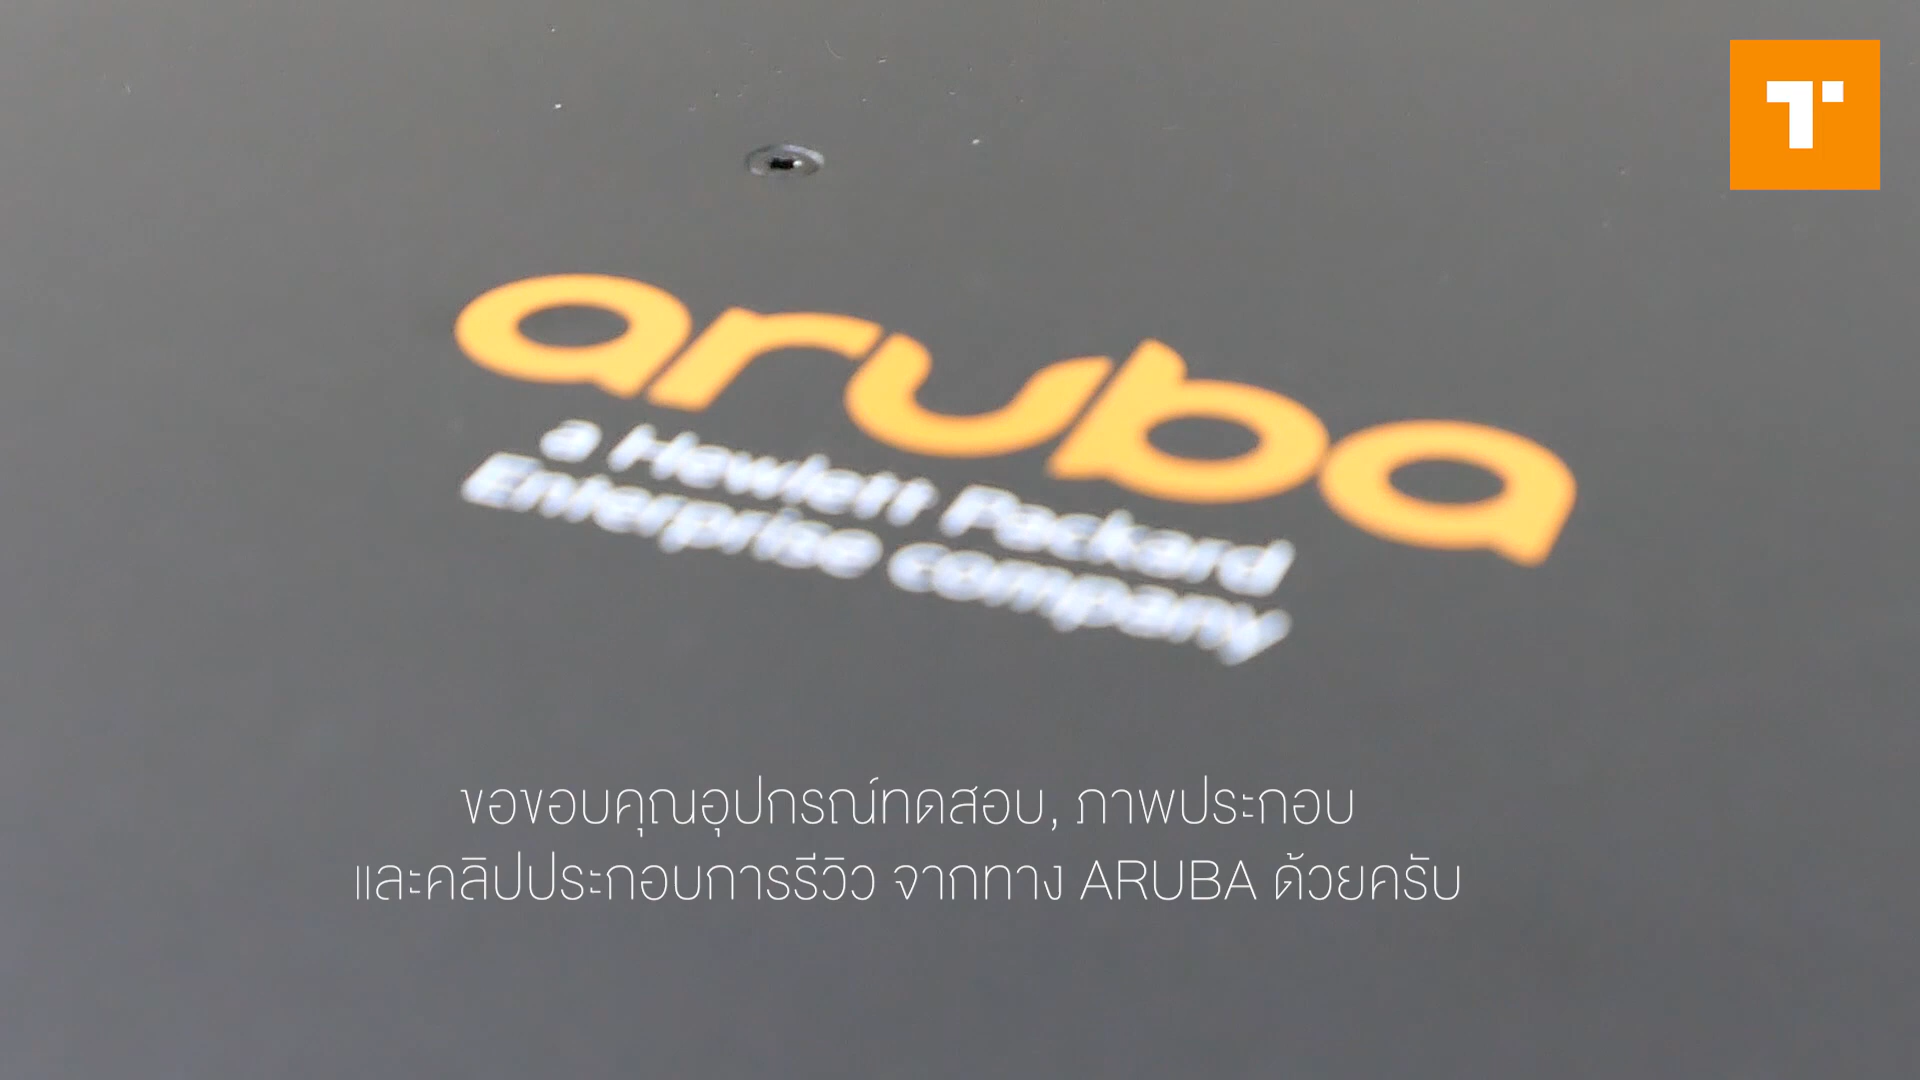 aruba
a Hewlett Packard
Enterprise company
ขอขอบคุณอุปกรณ์ทดสอบ, ภาพประกอบ
และคลิปประกอบการรีวิว จากทาง ARUBA ด้วยครับ